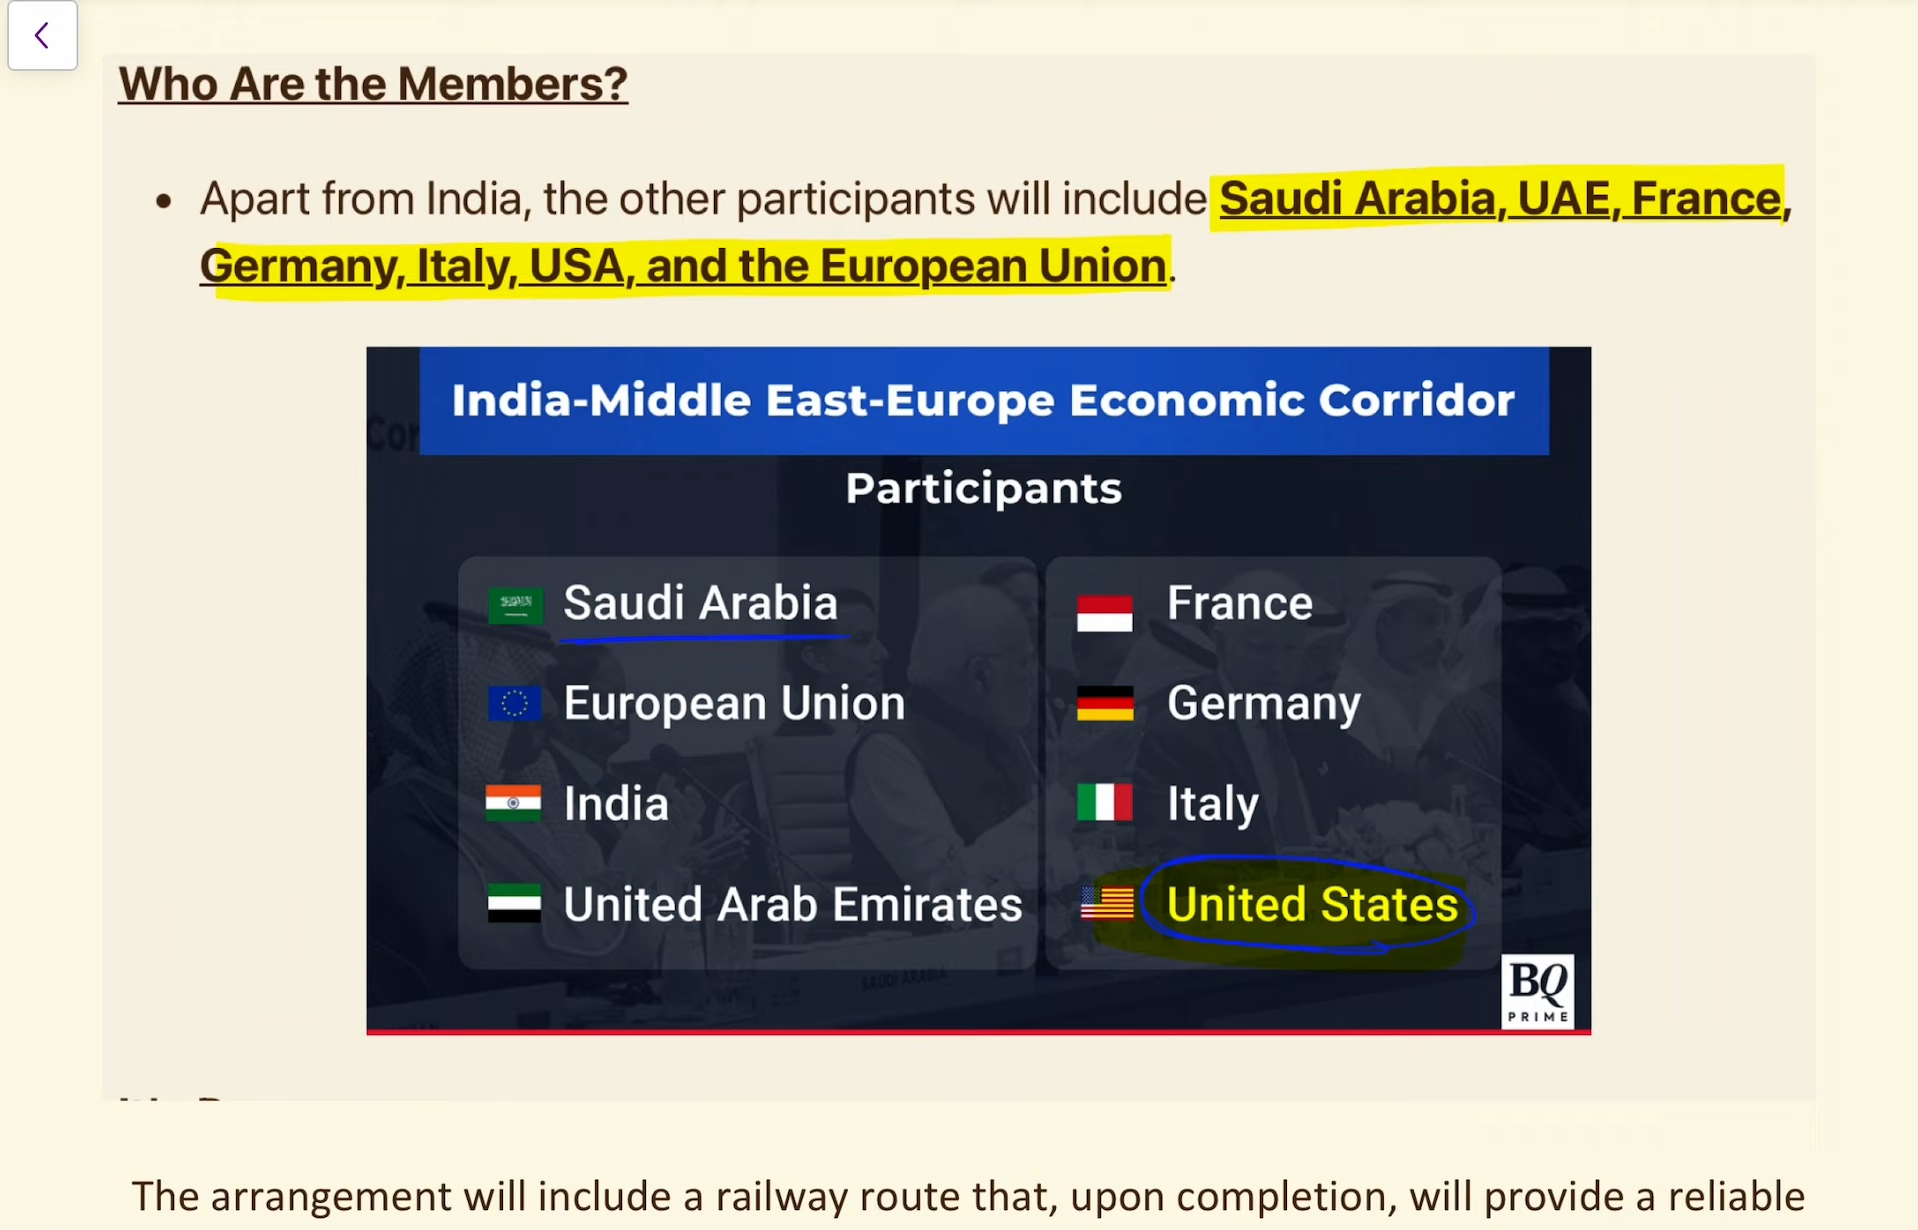 Who Are the Members?
• Apart from India, the other participants will include Saudi Arabia, UAE, France,
Germany, Italy, USA, and the European Union.
India-Middle East-Europe Economic Corridor
Participants
Saudi Arabia
European Union
India
United Arab Emirates
France
Germany
Italy
United States
SAUDI ARABIA
BQ
PRIME
The arrangement will include a railway route that, upon completion, will provide a reliable